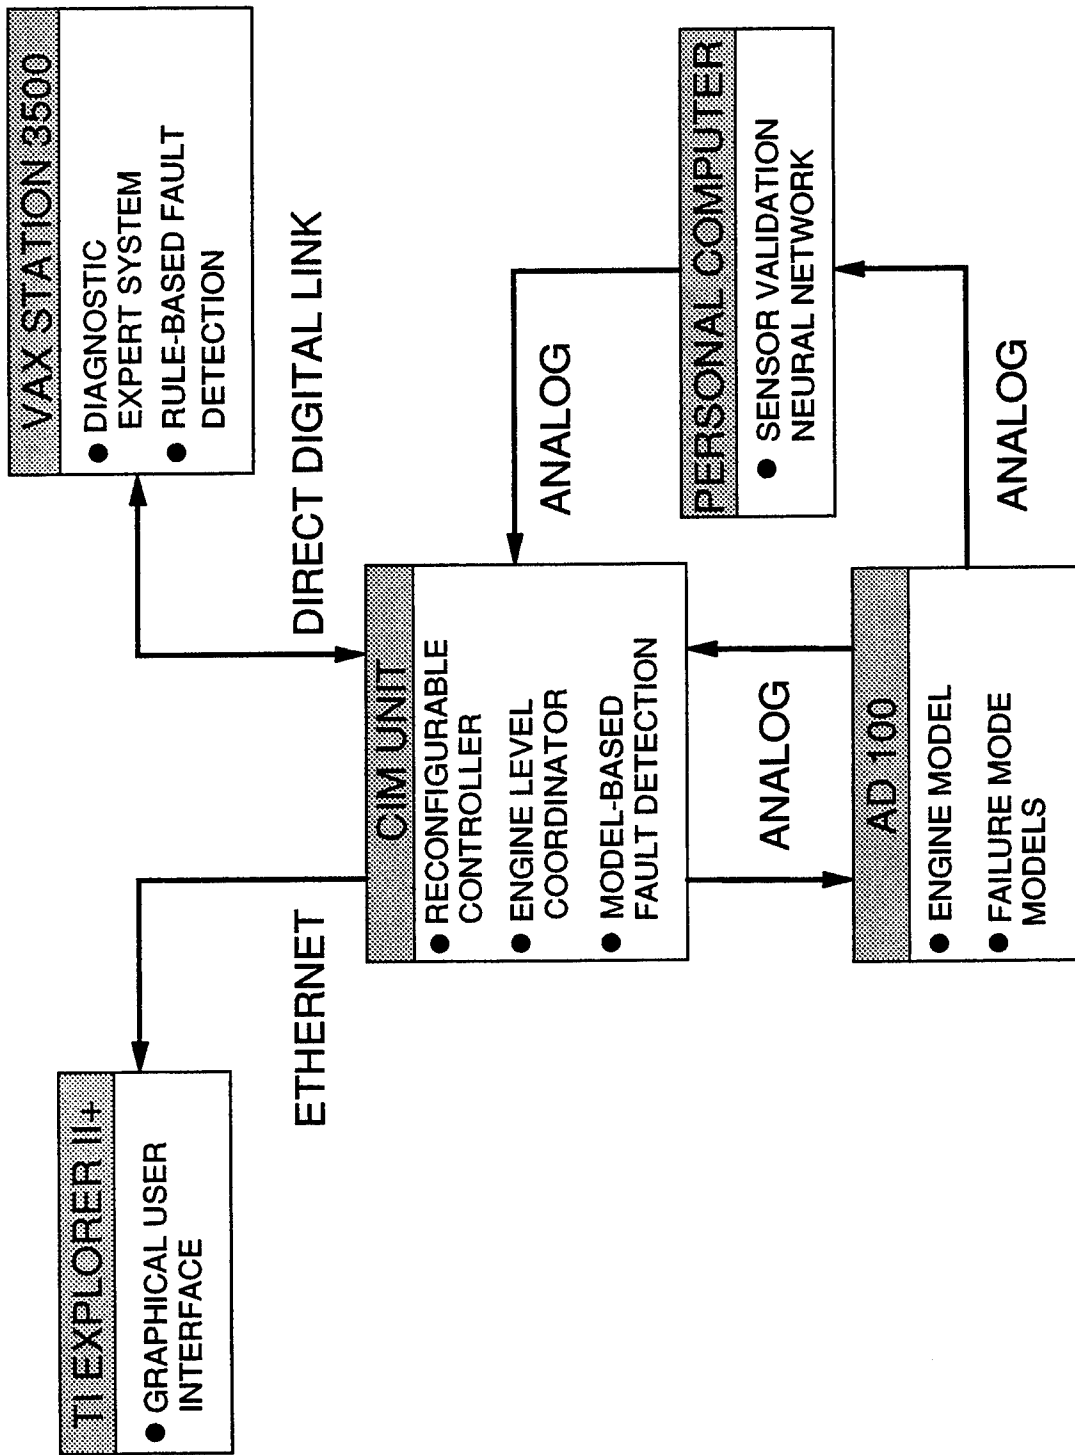 TI EXPLORER II+
● GRAPHICAL USER
INTERFACE
VAX STATION 3500
● DIAGNOSTIC
EXPERT SYSTEM
● RULE-BASED FAULT
DETECTION
ETHERNET
DIRECT DIGITAL LINK
CIM UNIT
● RECONFIGURABLE
CONTROLLER
● ENGINE LEVEL
COORDINATOR
● MODEL-BASED
FAULT DETECTION
ANALOG
PERSONAL COMPUTER
● SENSOR VALIDATION
NEURAL NETWORK
ANALOG
ANALOG
AD 100
● ENGINE MODEL
● FAILURE MODE
MODELS